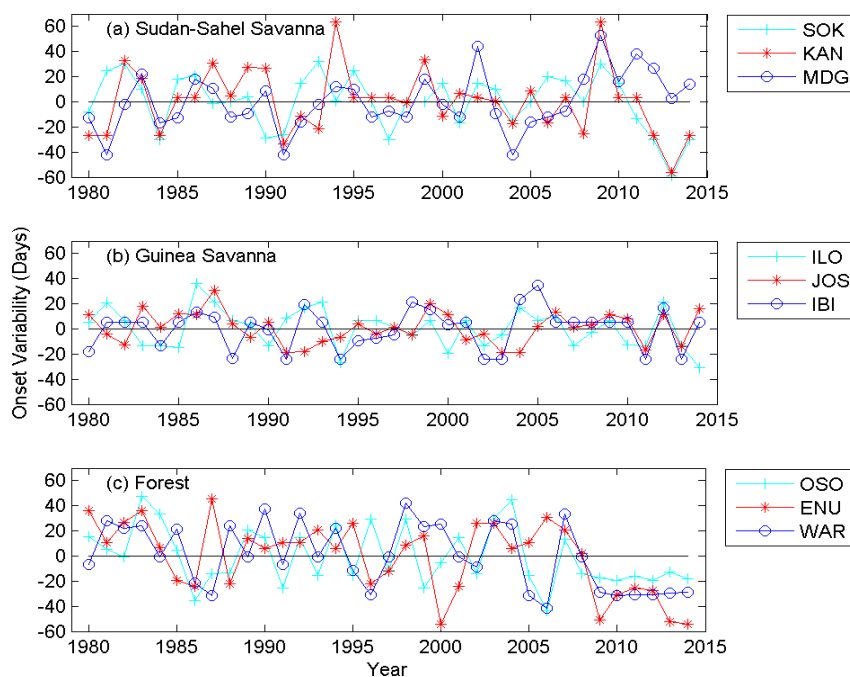 (a) Sudan-Sahel Savanna
SOK
KAN
MDG
60
40
20
0
-20
-40
-60
1980 1985 1990 1995 2000 2005 2010 2015
Onset Variability (Days)
(b) Guinea Savanna
ILO
JOS
IBI
60
40
20
0
-20
-40
-60
1980 1985 1990 1995 2000 2005 2010 2015
(c) Forest
OSO
ENU
WAR
60
40
20
0
-20
-40
-60
1980 1985 1990 1995 2000 2005 2010 2015
Year